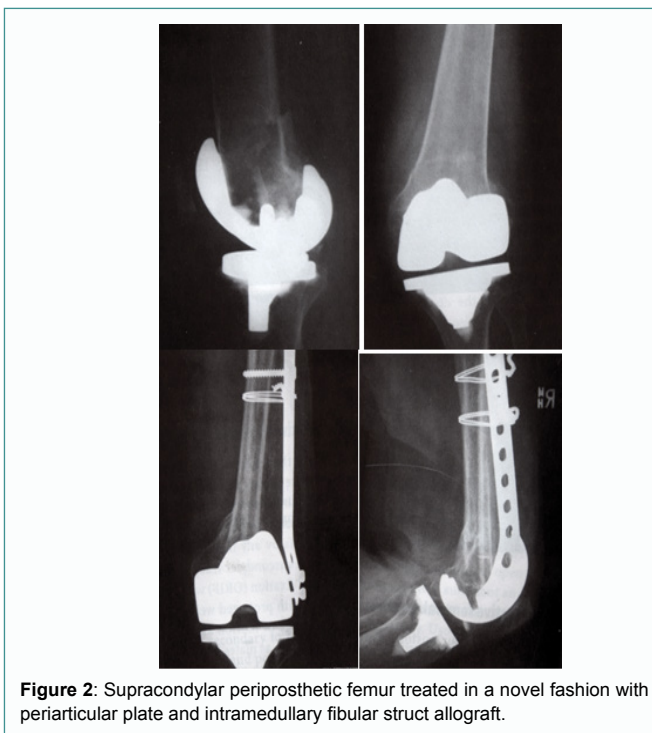 Figure 2: Supracondylar periprosthetic femur treated in a novel fashion with
periarticular plate and intramedullary fibular struct allograft.